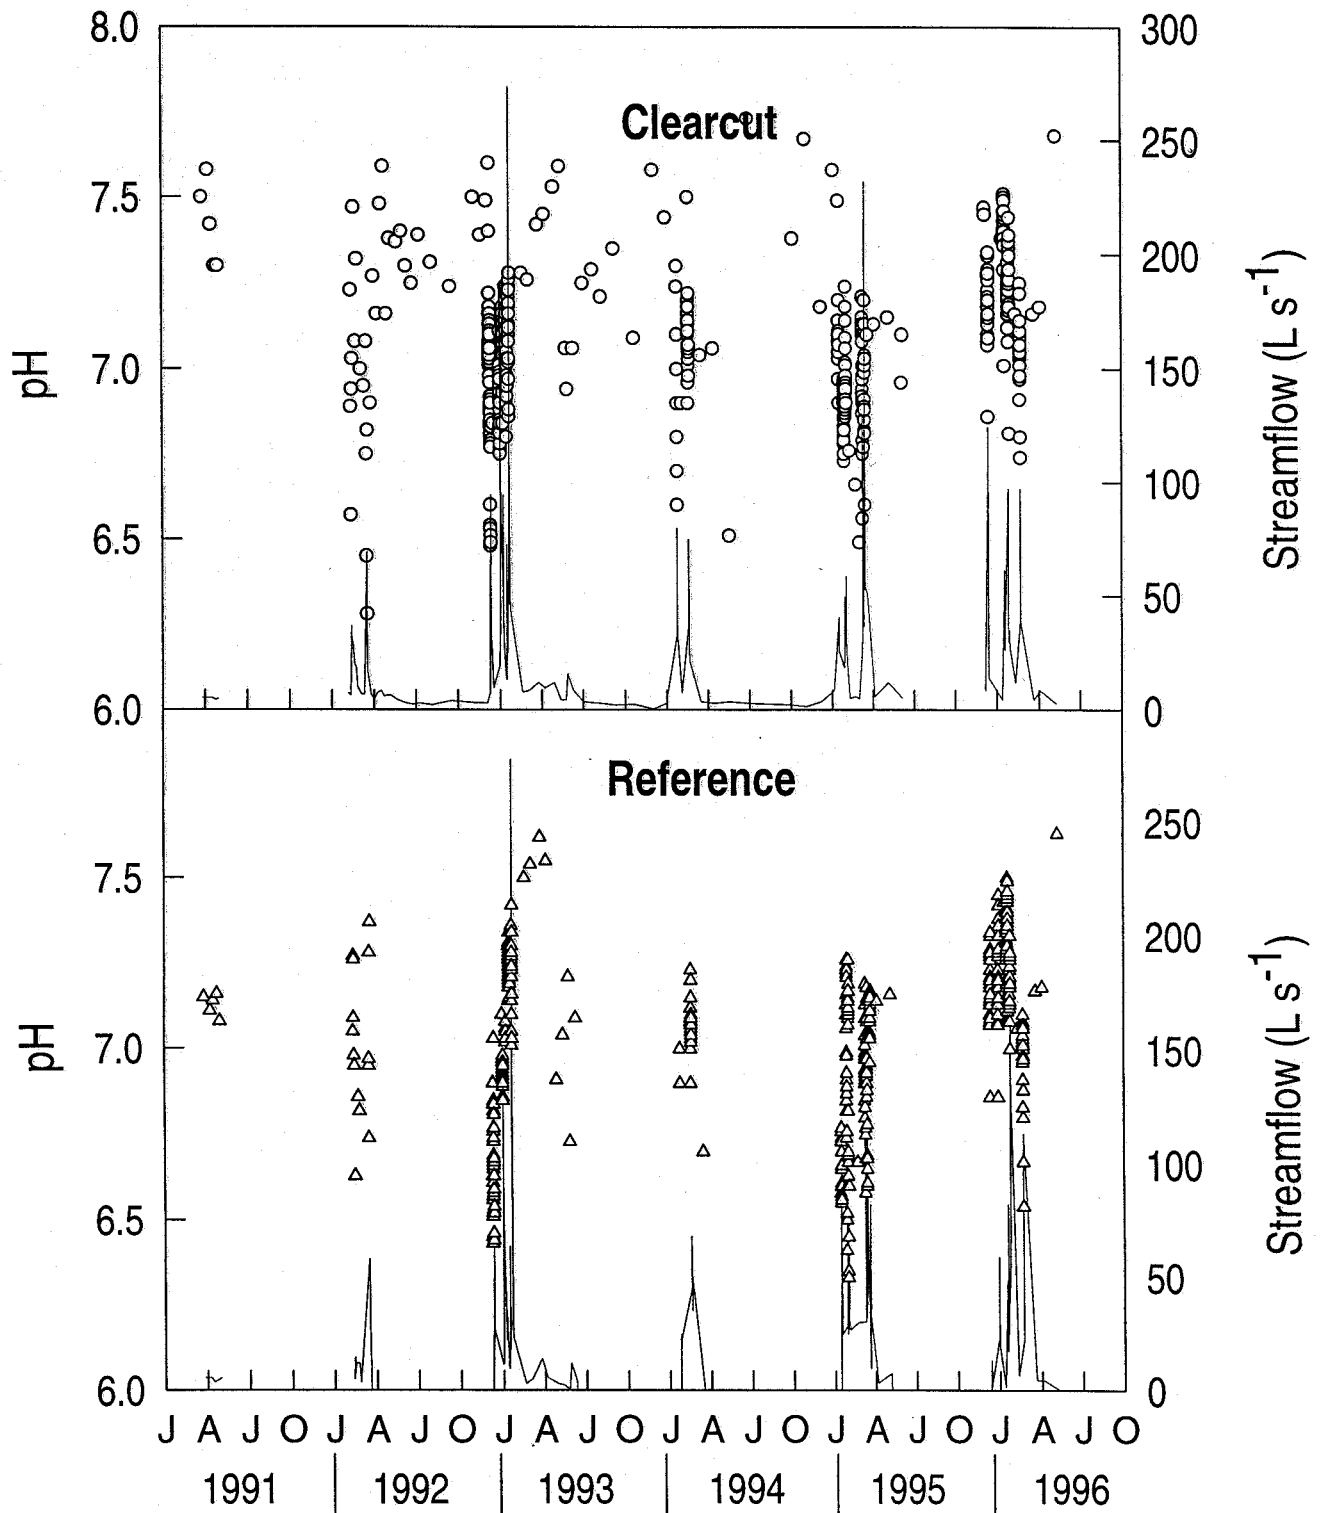 8.0
300
Clearcut
250
7.5
200
pH
7.0
150
Streamflow (L s-1)
100
6.5
50
6.0
0
Reference
250
7.5
200
pH
7.0
150
Streamflow (L s-1)
100
6.5
50
6.0
0
J A J O J A J O J A J O J A J O J A J O J A J O
1991 1992 1993 1994 1995 1996